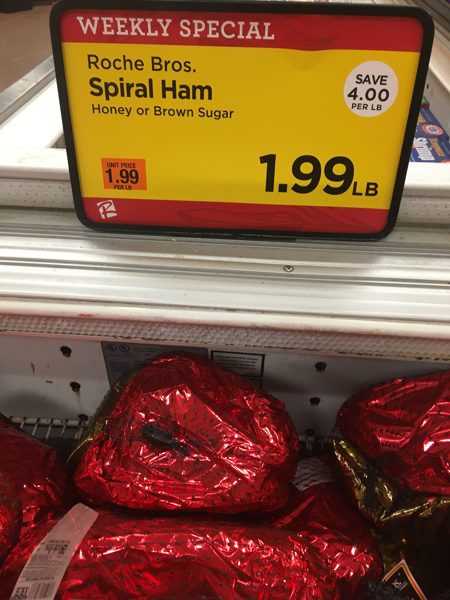 WEEKLY SPECIAL
Roche Bros.
Spiral Ham
Honey or Brown Sugar
SAVE
4.00
PER LB
UNIT PRICE
1.99
PER LB
1.99LB